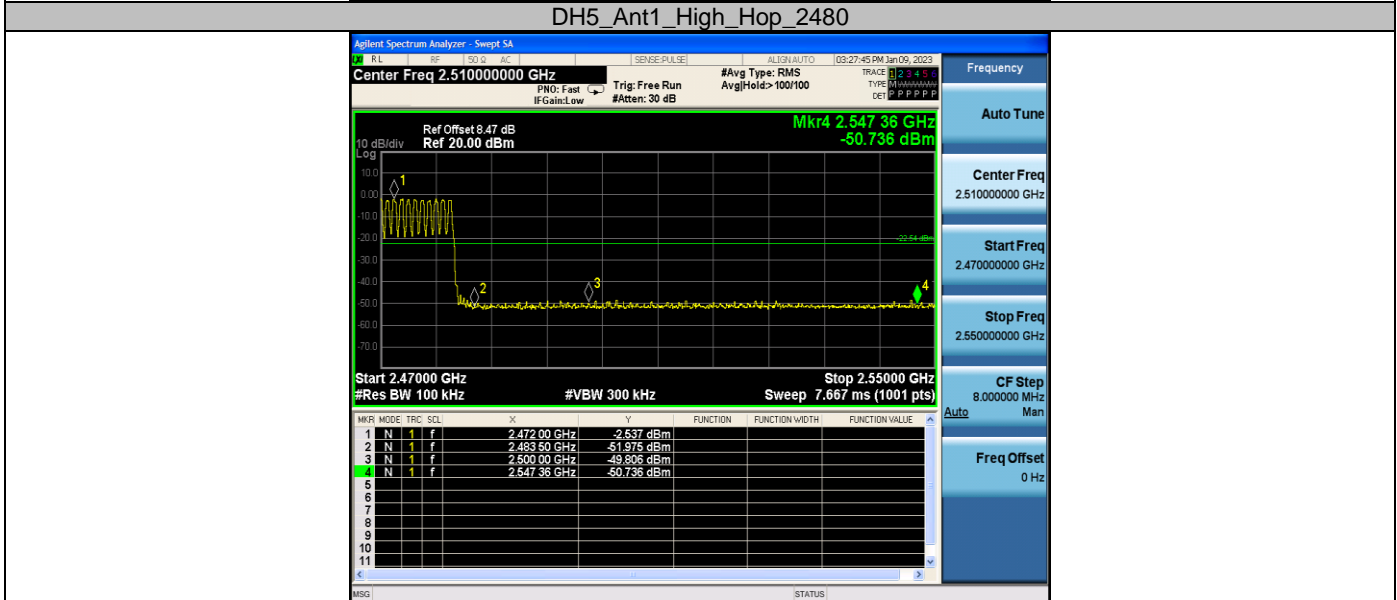 DH5_Ant1_High_Hop_2480
Agilent Spectrum Analyzer - Swept SA
RL RF 50 Ω AC SENSE:PULSE ALIGNAUTO 03:27:45 PM Jan 09, 2023
Center Freq 2.510000000 GHz #Avg Type: RMS TRACE 1 2 3 4 5 6
PNO: Fast Trig: Free Run Avg|Hold:>100/100 TYPE M
IFGain:Low #Atten: 30 dB DET P P P P P P
Mkr4 2.547 36 GHz
-50.736 dBm
Ref Offset 8.47 dB
10 dB/div Ref 20.00 dBm
Log
10.0
0.00
-10.0
-20.0
-30.0
-40.0
-50.0
-60.0
-70.0
1
2
3
4
-22.54 dBm
Start 2.47000 GHz Stop 2.55000 GHz
#Res BW 100 kHz #VBW 300 kHz Sweep 7.667 ms (1001 pts)
MKR MODE TRC SCL X Y FUNCTION FUNCTION WIDTH FUNCTION VALUE
1 N 1 f 2.472 00 GHz -2.537 dBm
2 N 1 f 2.483 50 GHz -51.975 dBm
3 N 1 f 2.500 00 GHz -49.806 dBm
4 N 1 f 2.547 36 GHz -50.736 dBm
5
6
7
8
9
10
11
MSG STATUS
Frequency
Auto Tune
Center Freq
2.510000000 GHz
Start Freq
2.470000000 GHz
Stop Freq
2.550000000 GHz
CF Step
8.000000 MHz
Auto Man
Freq Offset
0 Hz